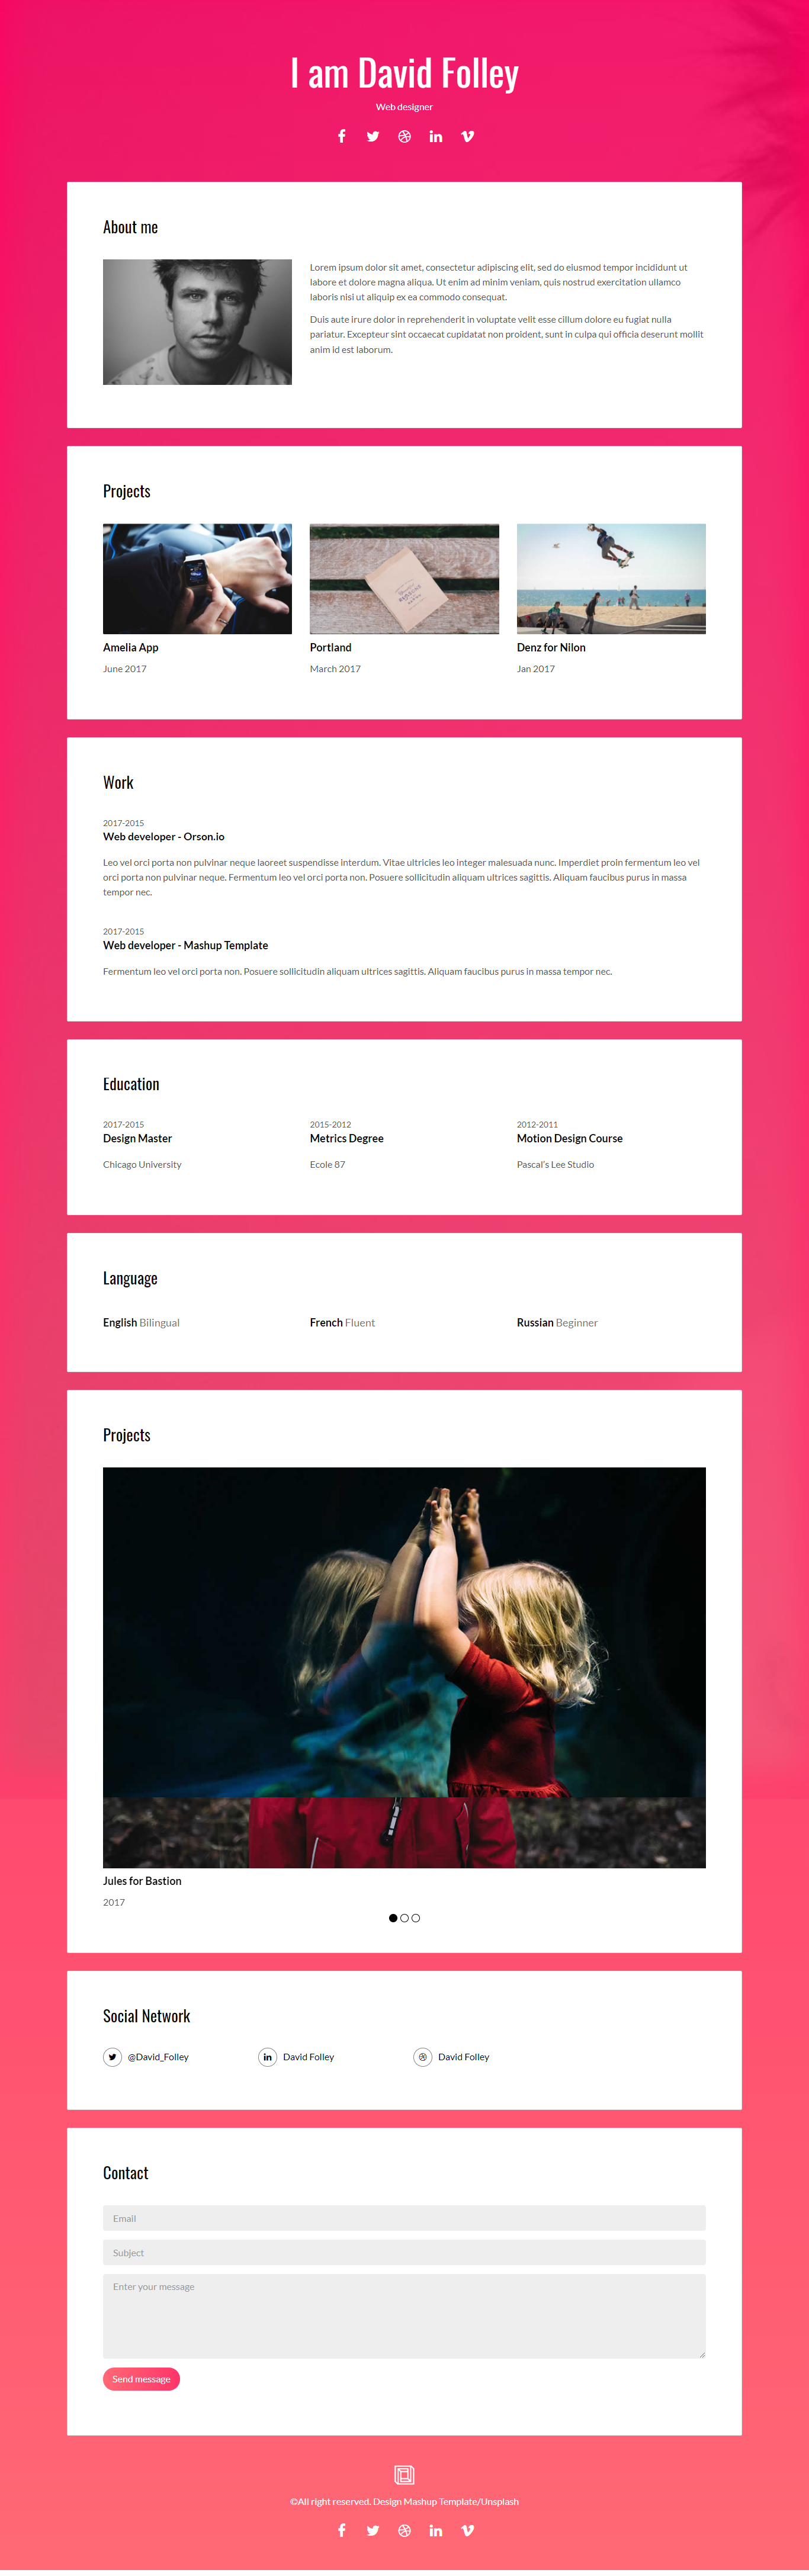 I am David Folley
Web designer
About me
Lorem ipsum dolor sit amet, consectetur adipiscing elit, sed do eiusmod tempor incididunt ut
labore et dolore magna aliqua. Ut enim ad minim veniam, quis nostrud exercitation ullamco
laboris nisi ut aliquip ex ea commodo consequat.
Duis aute irure dolor in reprehenderit in voluptate velit esse cillum dolore eu fugiat nulla
pariatur. Excepteur sint occaecat cupidatat non proident, sunt in culpa qui officia deserunt mollit
anim id est laborum.
Projects
Amelia App
June 2017
Portland
March 2017
Denz for Nilon
Jan 2017
Work
2017-2015
Web developer - Orson.io
Leo vel orci porta non pulvinar neque laoreet suspendisse interdum. Vitae ultricies leo integer malesuada nunc. Imperdiet proin fermentum leo vel
orci porta non pulvinar neque. Fermentum leo vel orci porta non. Posuere sollicitudin aliquam ultrices sagittis. Aliquam faucibus purus in massa
tempor nec.
2017-2015
Web developer - Mashup Template
Fermentum leo vel orci porta non. Posuere sollicitudin aliquam ultrices sagittis. Aliquam faucibus purus in massa tempor nec.
Education
2017-2015
Design Master
Chicago University
2015-2012
Metrics Degree
Ecole 87
2012-2011
Motion Design Course
Pascal's Lee Studio
Language
English Bilingual
French Fluent
Russian Beginner
Projects
Jules for Bastion
2017
Social Network
@David_Folley
David Folley
David Folley
Contact
Email
Subject
Enter your message
Send message
©All right reserved. Design Mashup Template/Unsplash